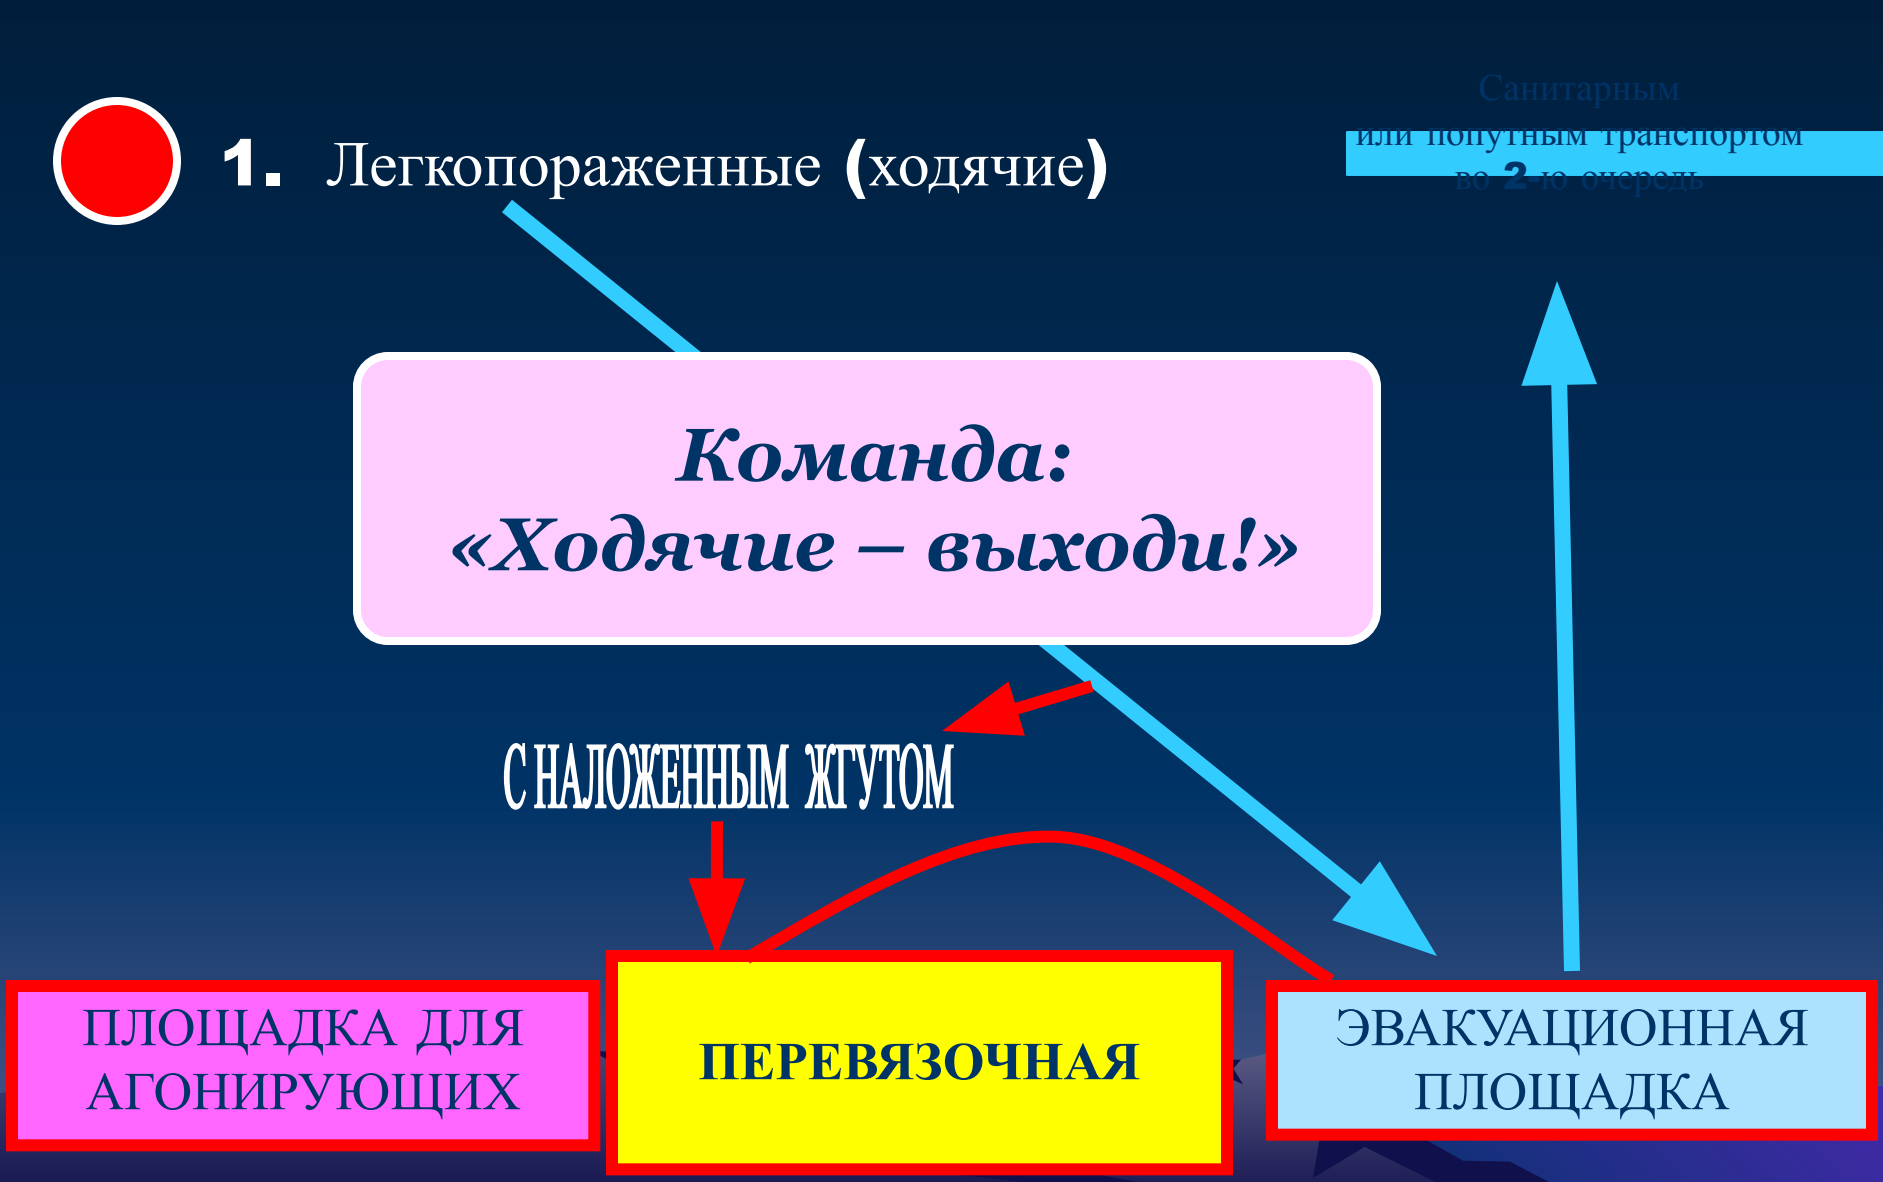 1. Легкопораженные (ходячие)
Санитарным
или попутным транспортом
во 2-ю очередь
Команда:
«Ходячие – выходи!»
С НАЛОЖЕННЫМ ЖГУТОМ
ПЛОЩАДКА ДЛЯ
АГОНИРУЮЩИХ
ПЕРЕВЯЗОЧНАЯ
ЭВАКУАЦИОННАЯ
ПЛОЩАДКА